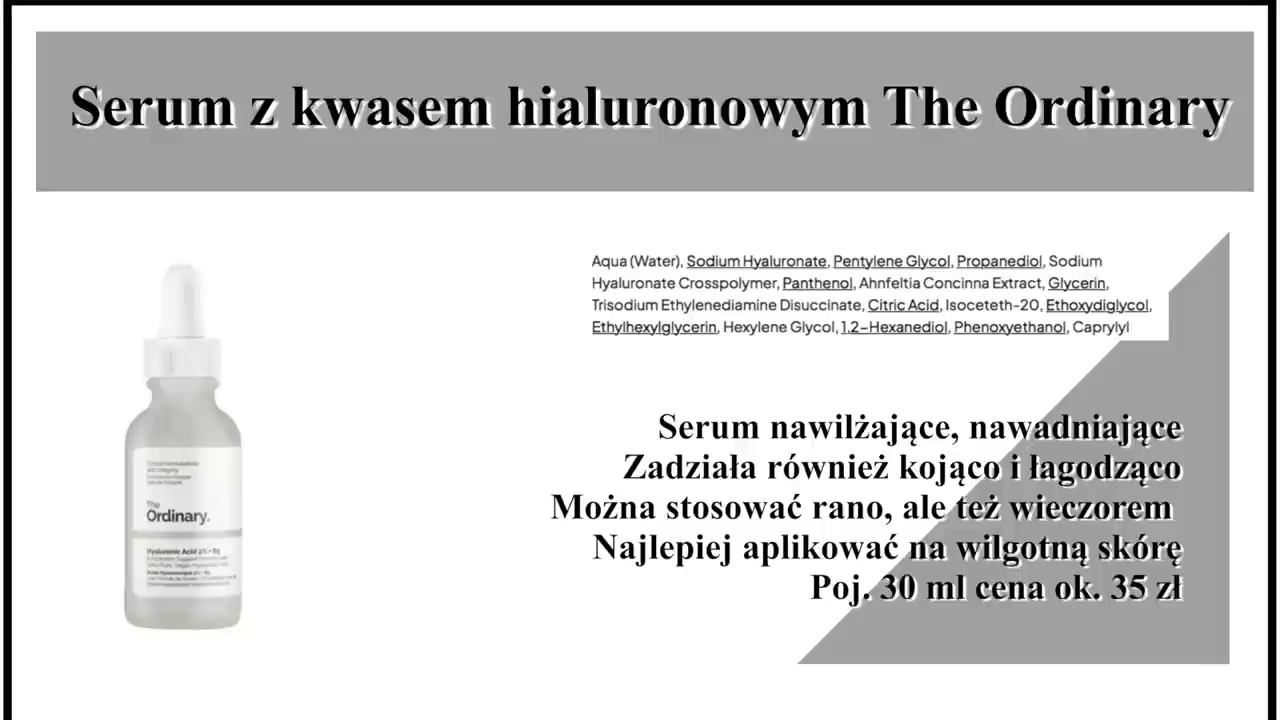 Serum z kwasem hialuronowym The Ordinary
Aqua (Water), Sodium Hyaluronate, Pentylene Glycol, Propanediol, Sodium
Hyaluronate Crosspolymer, Panthenol, Ahnfeltia Concinna Extract, Glycerin,
Trisodium Ethylenediamine Disuccinate, Citric Acid, Isoceteth-20, Ethoxydiglycol,
Ethylhexylglycerin, Hexylene Glycol, 1,2-Hexanediol, Phenoxyethanol, Caprylyl
The
Ordinary.
Hyaluronic Acid 2% + B5
Serum nawilżające, nawadniające
Zadziała również kojąco i łagodząco
Można stosować rano, ale też wieczorem
Najlepiej aplikować na wilgotną skórę
Poj. 30 ml cena ok. 35 zł